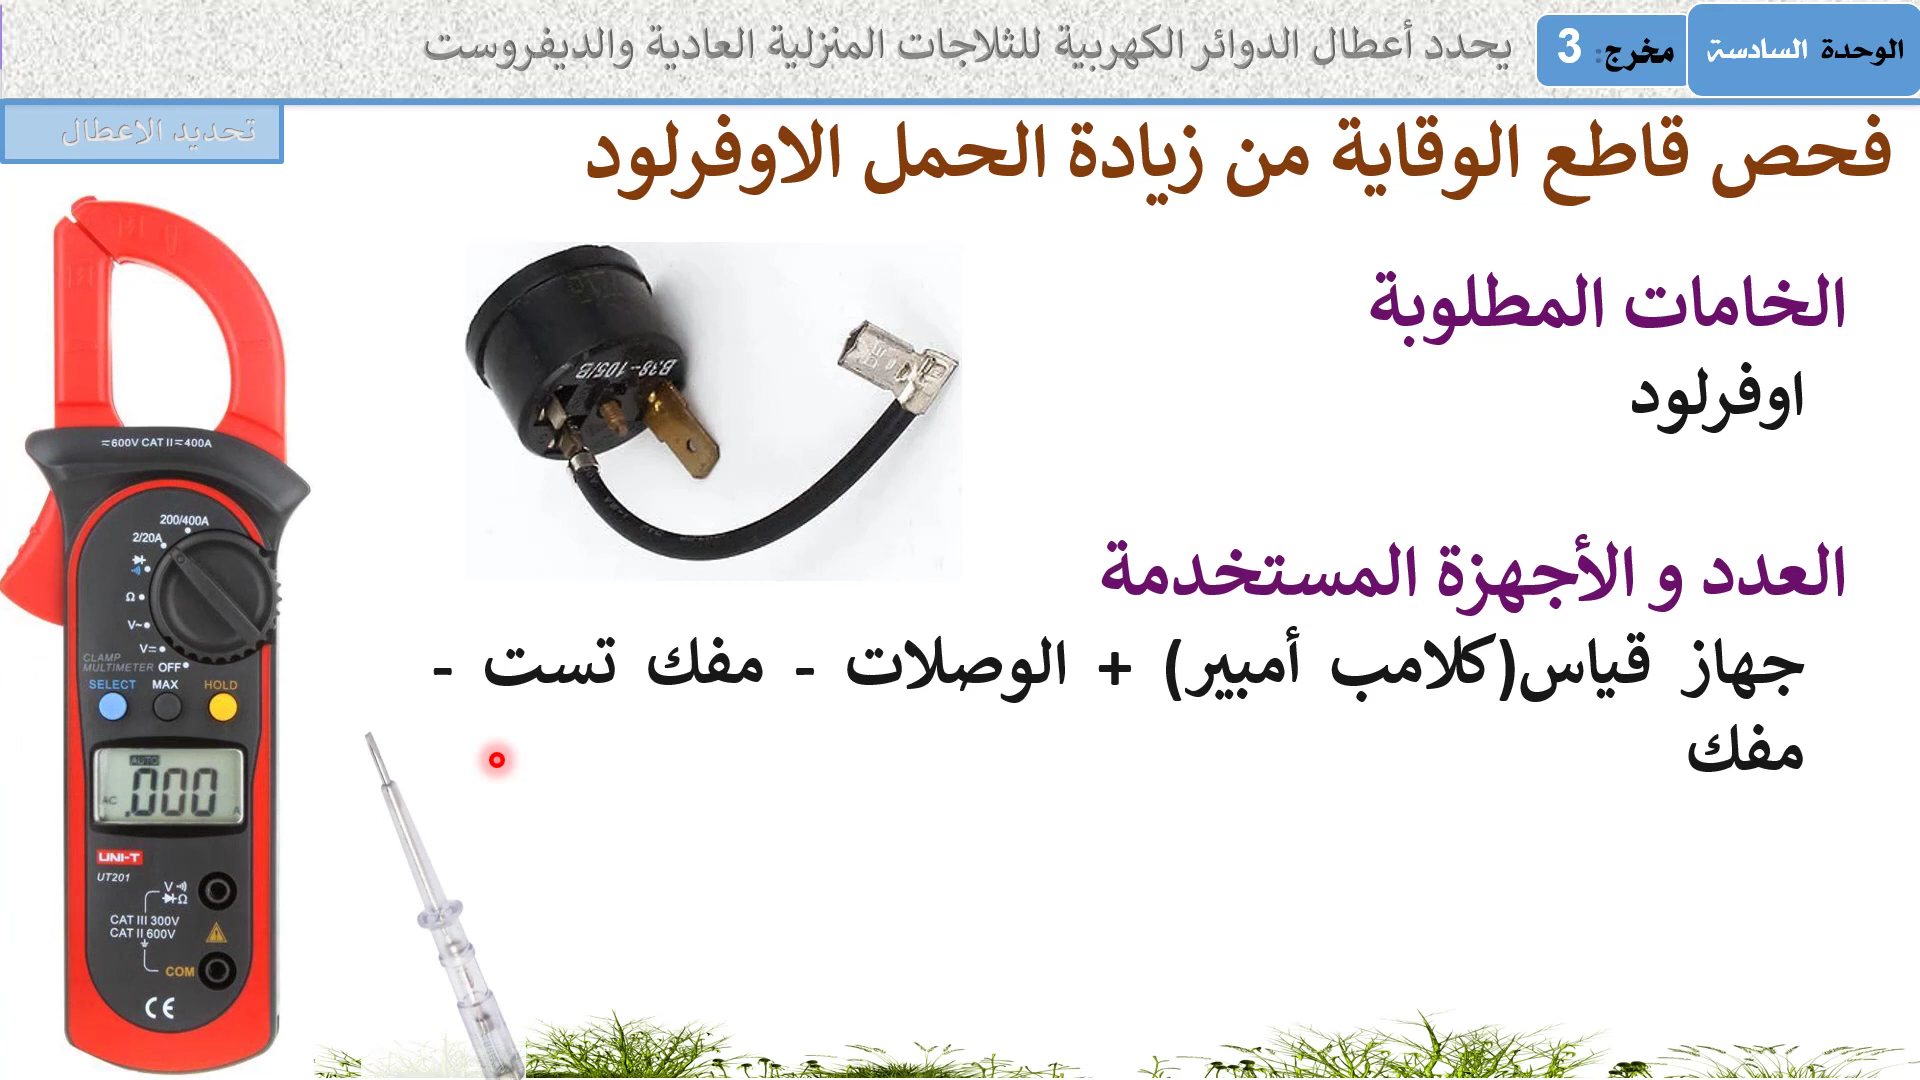 الوحدة السادسة
مخرج: 3
يحدد أعطال الدوائر الكهربية للثلاجات المنزلية العادية والديفروست
تحديد الاعطال
فحص قاطع الوقاية من زيادة الحمل الاوفرلود
الخامات المطلوبة
اوفرلود
B38-105/B
العدد و الأجهزة المستخدمة
جهاز قياس(كلامب أمبير) + الوصلات - مفك تست -
مفك
≂600V CAT II ≂400A
200/400A
2/20A
Ω
V~
V=
OFF
CLAMP
MULTIMETER
SELECT MAX HOLD
AUTO
AC .000 A
UNI-T
UT201
V
Ω
CAT III 300V
CAT II 600V
COM
CE